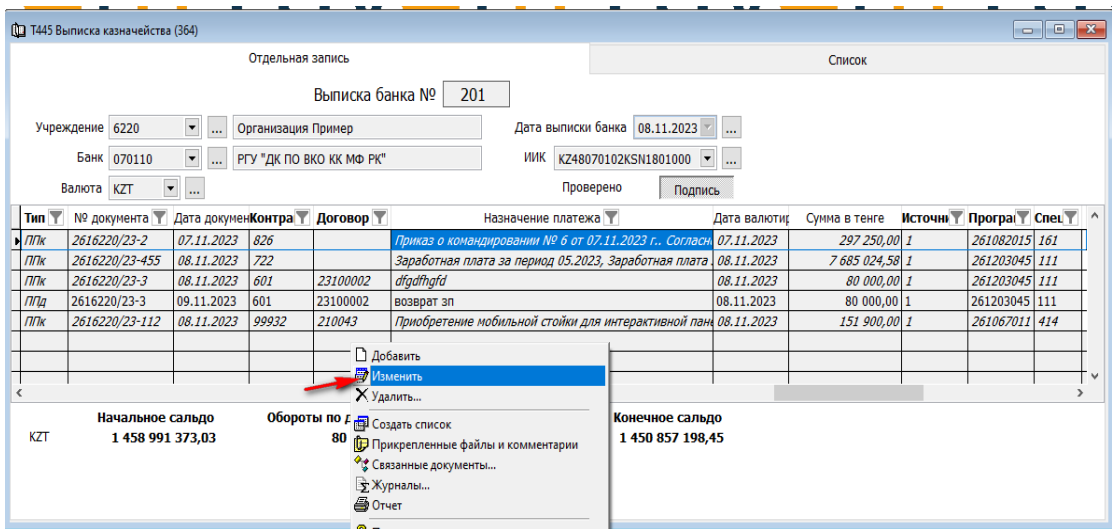 Т445 Выписка казначейства (364)
Отдельная запись Список
Выписка банка № 201
Учреждение 6220 ... Организация Пример Дата выписки банка 08.11.2023 ...
Банк 070110 ... РГУ "ДК ПО ВКО КК МФ РК" ИИК KZ48070102KSN1801000 ...
Валюта KZT ... Проверено Подпись
Тип № документа Дата докумен Контра Договор Назначение платежа Дата валютир Сумма в тенге Источни Програ Спец
ППк 2616220/23-2 07.11.2023 826 Приказ о командировании № 6 от 07.11.2023 г.. Согласн 07.11.2023 297 250,00 1 261082015 161
ППк 2616220/23-455 08.11.2023 722 Заработная плата за период 05.2023, Заработная плата 08.11.2023 7 685 024,58 1 261203045 111
ППк 2616220/23-3 08.11.2023 601 23100002 dfgdfhgfd 08.11.2023 80 000,00 1 261203045 111
ППд 2616220/23-3 09.11.2023 601 23100002 возврат зп 08.11.2023 80 000,00 1 261203045 111
ППк 2616220/23-112 08.11.2023 99932 210043 Приобретение мобильной стойки для интерактивной пан 08.11.2023 151 900,00 1 261067011 414
Добавить
Изменить
Удалить...
Начальное сальдо Обороты по д Конечное сальдо
Создать список
KZT 1 458 991 373,03 80 1 450 857 198,45
Прикрепленные файлы и комментарии
Связанные документы...
Журналы...
Отчет